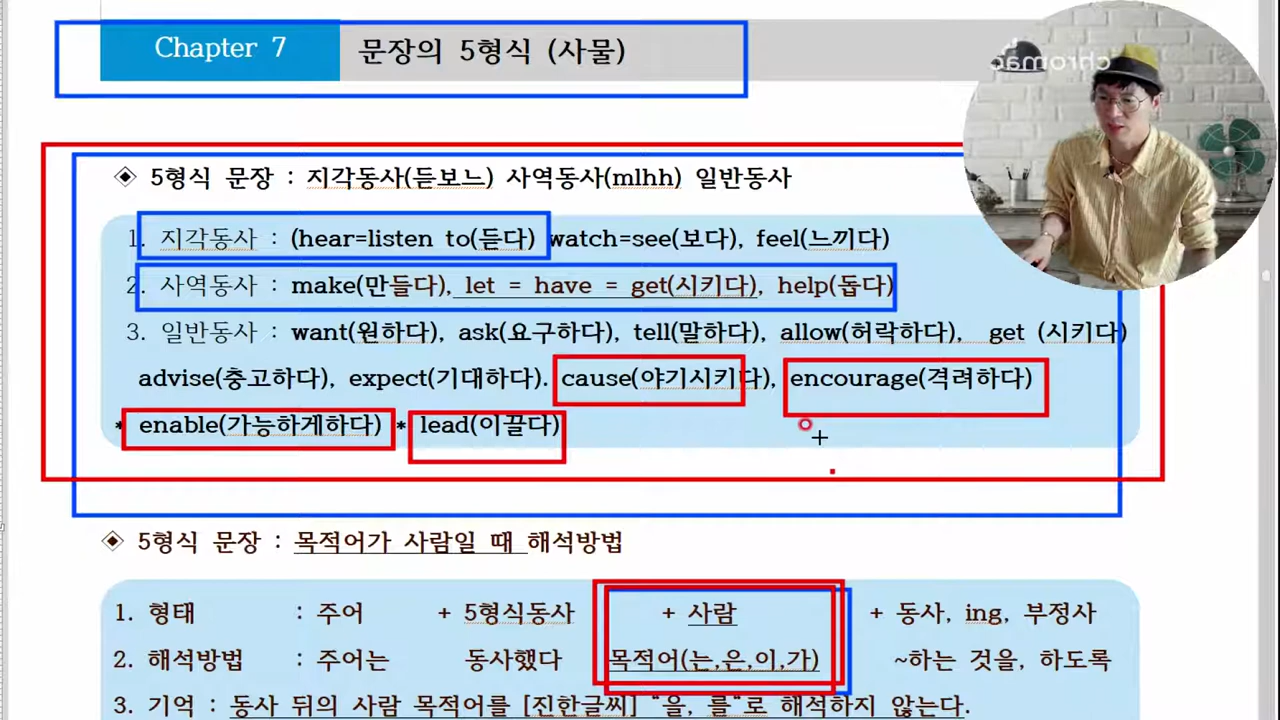 Chapter 7
문장의 5형식 (사물)
chromac
◈ 5형식 문장 : 지각동사(듣보느) 사역동사(mlhh) 일반동사
1. 지각동사 : (hear=listen to(듣다) watch=see(보다), feel(느끼다)
2. 사역동사 : make(만들다), let = have = get(시키다), help(돕다)
3. 일반동사 : want(원하다), ask(요구하다), tell(말하다), allow(허락하다), get (시키다)
advise(충고하다), expect(기대하다). cause(야기시키다), encourage(격려하다)
* enable(가능하게하다) * lead(이끌다)
◈ 5형식 문장 : 목적어가 사람일 때 해석방법
1. 형태 : 주어 + 5형식동사 + 사람 + 동사, ing, 부정사
2. 해석방법 : 주어는 동사했다 목적어(는,은,이,가) ~하는 것을, 하도록
3. 기억 : 동사 뒤의 사람 목적어를 [진한글씨] "을, 를"로 해석하지 않는다.